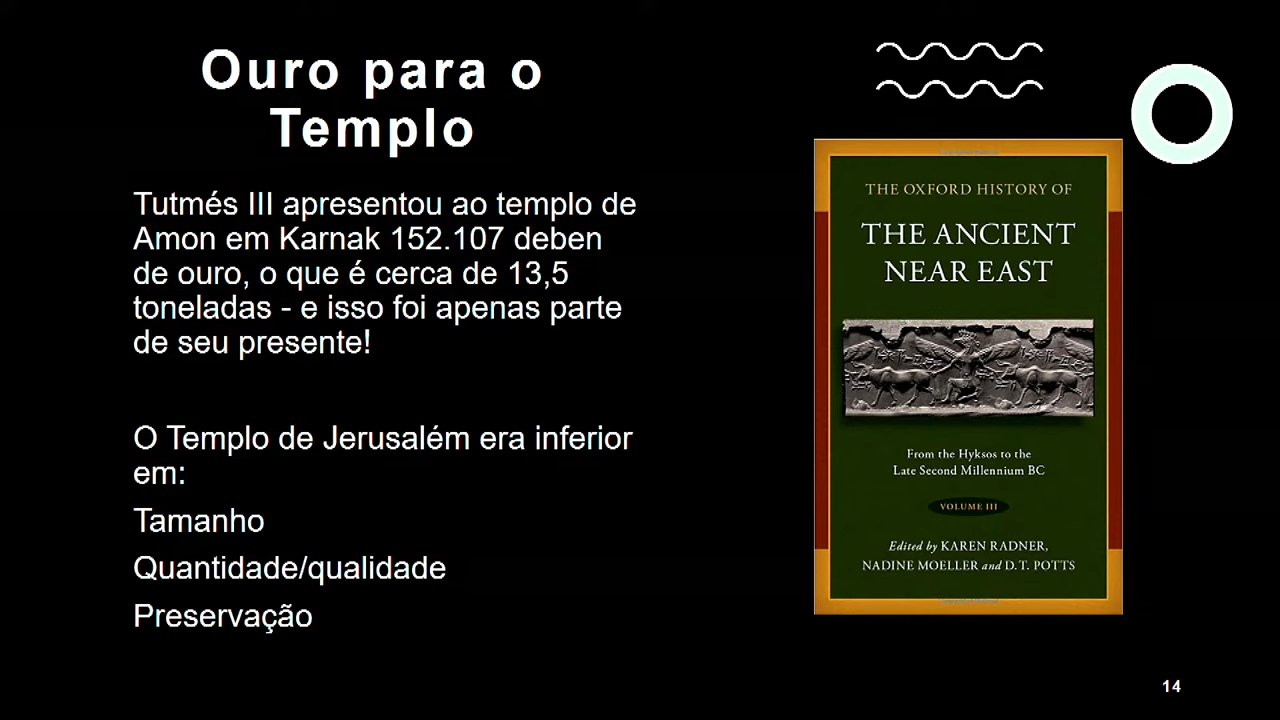 Ouro para o
Templo
Tutmés III apresentou ao templo de
Amon em Karnak 152.107 deben
de ouro, o que é cerca de 13,5
toneladas - e isso foi apenas parte
de seu presente!
O Templo de Jerusalém era inferior
em:
Tamanho
Quantidade/qualidade
Preservação
THE OXFORD HISTORY OF
THE ANCIENT
NEAR EAST
From the Hyksos to the
Late Second Millennium BC
VOLUME III
Edited by KAREN RADNER,
NADINE MOELLER and D.T. POTTS
14